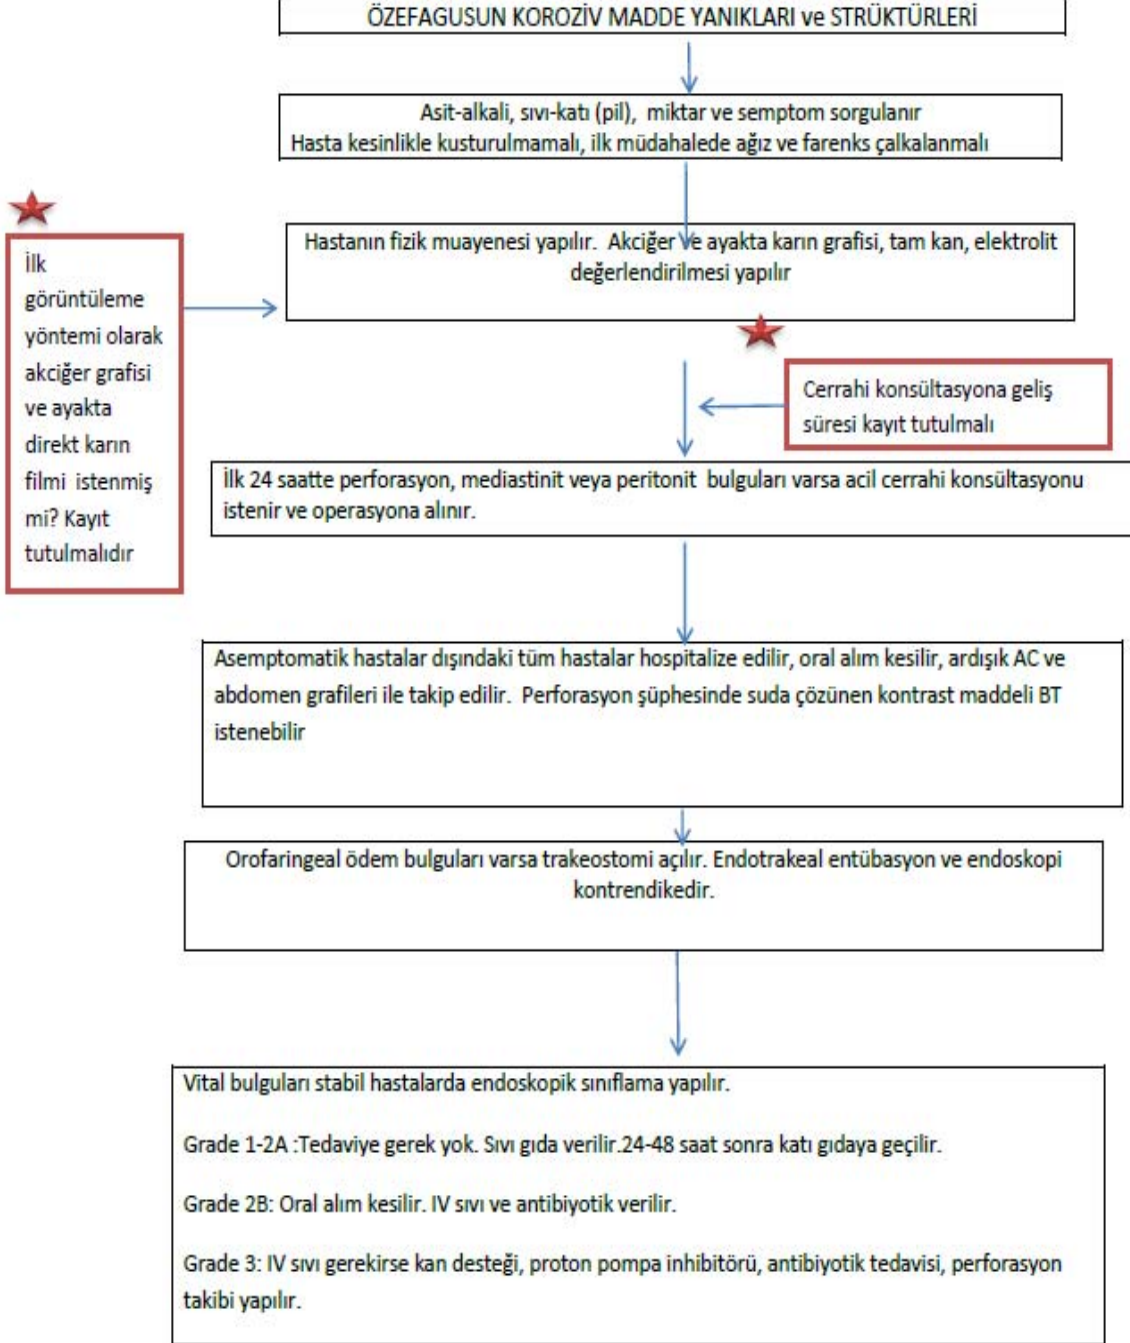 ÖZEFAGUSUN KOROZİV MADDE YANIKLARI ve STRÜKTÜRLERİ
Asit-alkali, sıvı-katı (pil), miktar ve semptom sorgulanır
Hasta kesinlikle kusturulmamalı, ilk müdahalede ağız ve farenks çalkalanmalı
İlk
görüntüleme
yöntemi olarak
akciğer grafisi
ve ayakta
direkt karın
filmi istenmiş
mi? Kayıt
tutulmalıdır
Hastanın fizik muayenesi yapılır. Akciğer ve ayakta karın grafisi, tam kan, elektrolit
değerlendirilmesi yapılır
Cerrahi konsültasyona geliş
süresi kayıt tutulmalı
İlk 24 saatte perforasyon, mediastinit veya peritonit bulguları varsa acil cerrahi konsültasyonu
istenir ve operasyona alınır.
Asemptomatik hastalar dışındaki tüm hastalar hospitalize edilir, oral alım kesilir, ardışık AC ve
abdomen grafileri ile takip edilir. Perforasyon şüphesinde suda çözünen kontrast maddeli BT
istenebilir
Orofaringeal ödem bulguları varsa trakeostomi açılır. Endotrakeal entübasyon ve endoskopi
kontrendikedir.
Vital bulguları stabil hastalarda endoskopik sınıflama yapılır.
Grade 1-2A :Tedaviye gerek yok. Sıvı gıda verilir.24-48 saat sonra katı gıdaya geçilir.
Grade 2B: Oral alım kesilir. IV sıvı ve antibiyotik verilir.
Grade 3: IV sıvı gerekirse kan desteği, proton pompa inhibitörü, antibiyotik tedavisi, perforasyon
takibi yapılır.